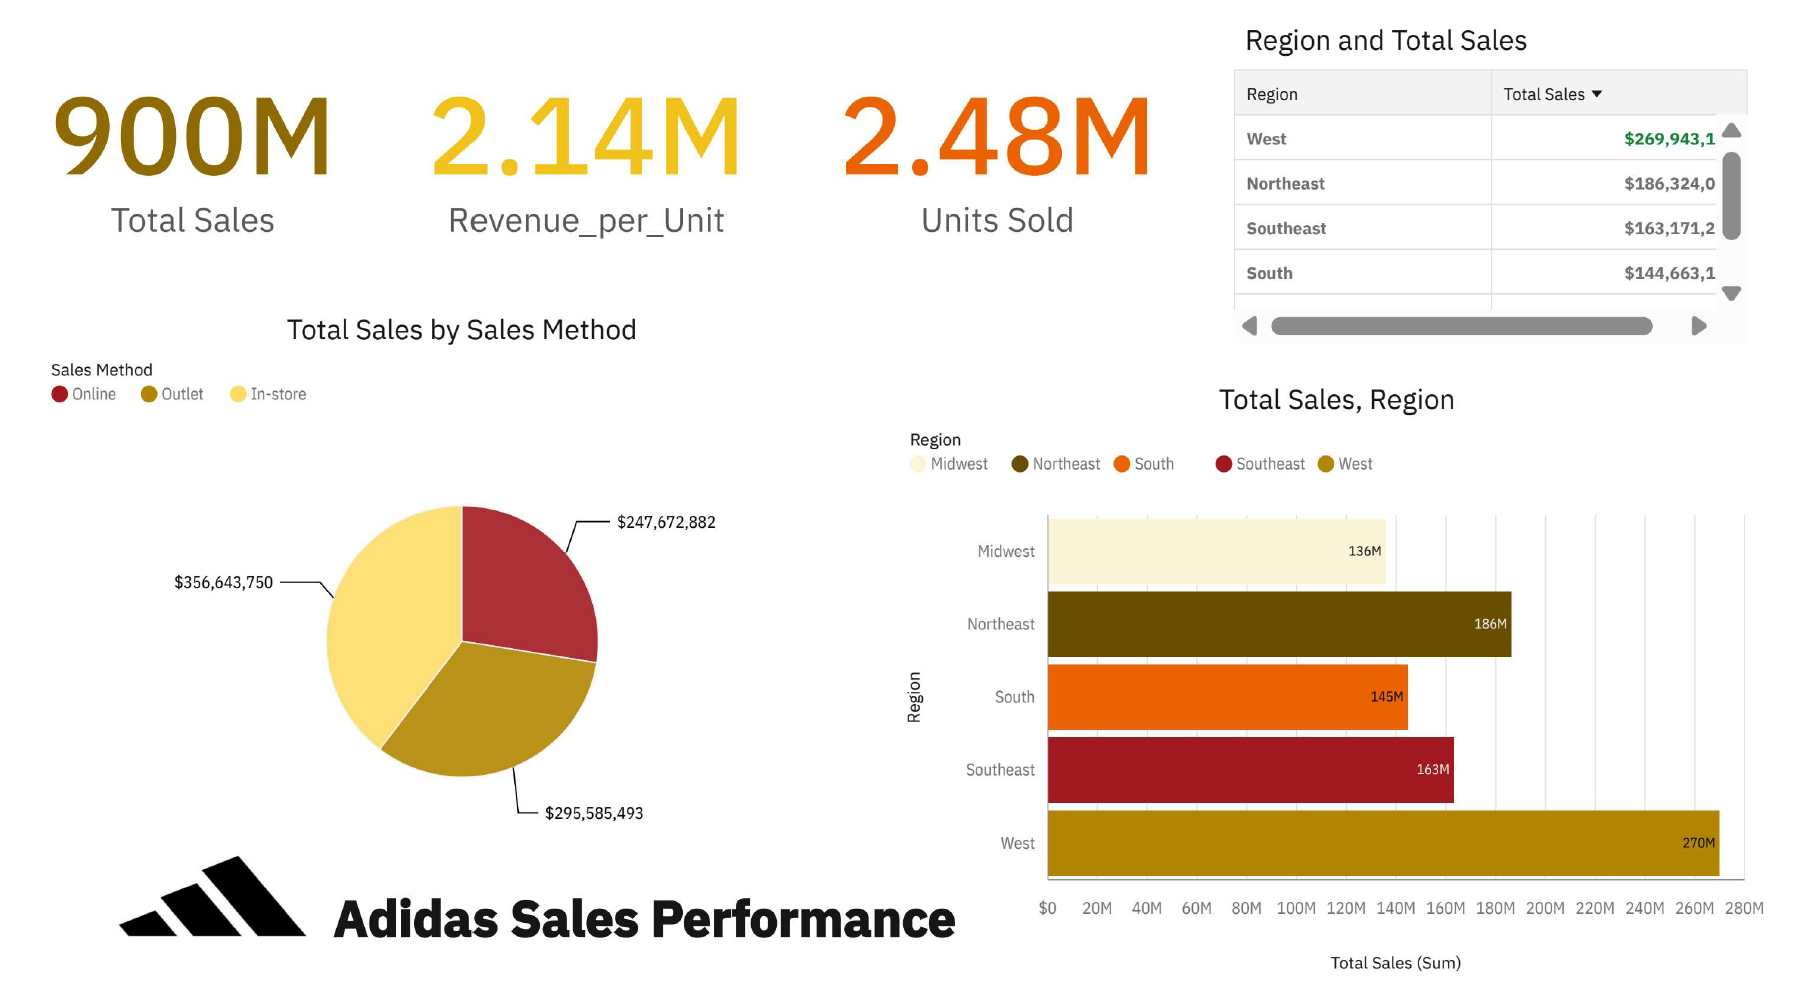 900M
Total Sales
2.14M
Revenue_per_Unit
2.48M
Units Sold
Region and Total Sales
Region Total Sales
West $269,943,1
Northeast $186,324,0
Southeast $163,171,2
South $144,663,1
Total Sales by Sales Method
Sales Method
Online Outlet In-store
$247,672,882
$356,643,750
$295,585,493
Total Sales, Region
Region
Midwest Northeast South Southeast West
Region
Midwest 136M
Northeast 186M
South 145M
Southeast 163M
West 270M
$0 20M 40M 60M 80M 100M 120M 140M 160M 180M 200M 220M 240M 260M 280M
Total Sales (Sum)
Adidas Sales Performance